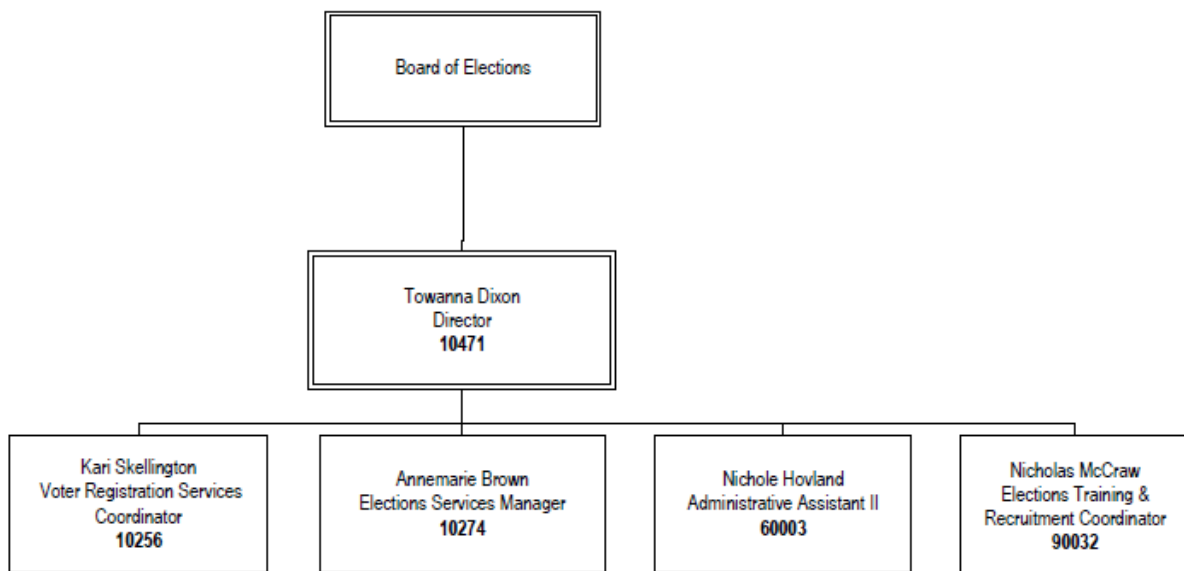 Board of Elections
Towanna Dixon
Director
10471
Kari Skellington
Voter Registration Services
Coordinator
10256
Annemarie Brown
Elections Services Manager
10274
Nichole Hovland
Administrative Assistant II
60003
Nicholas McCraw
Elections Training &
Recruitment Coordinator
90032